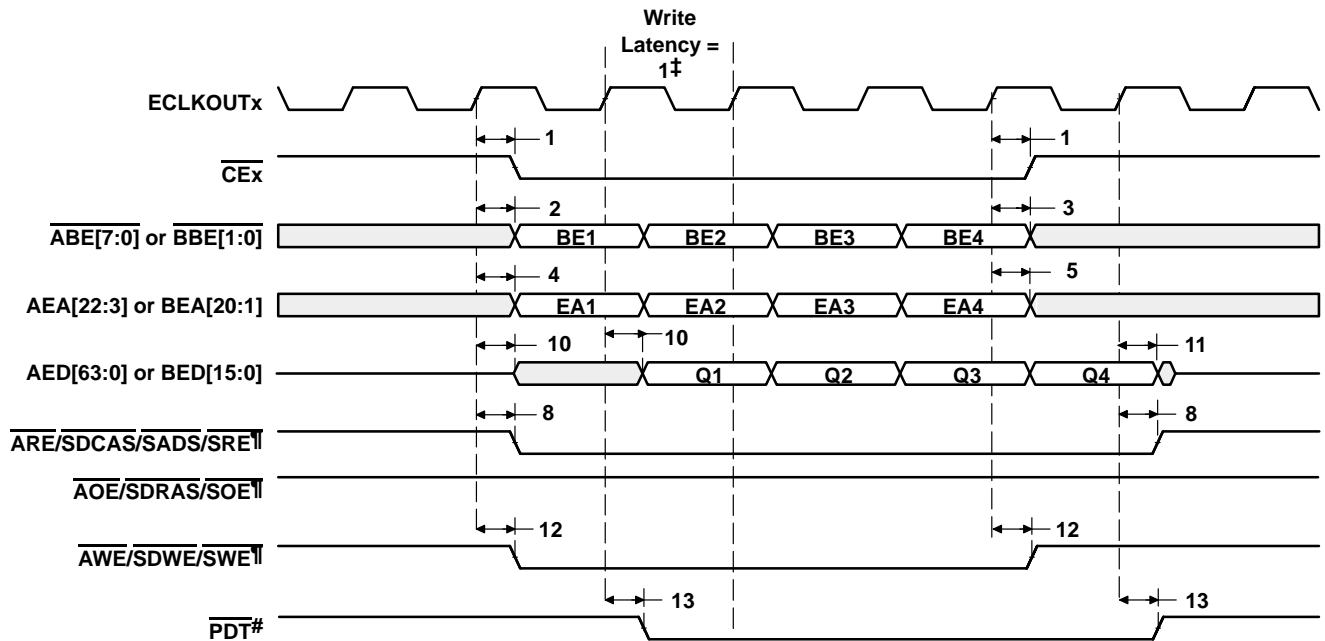 Write
Latency =
1‡
ECLKOUTx
1 1
CEx
2 3
ABE[7:0] or BBE[1:0] BE1 BE2 BE3 BE4
4 5
AEA[22:3] or BEA[20:1] EA1 EA2 EA3 EA4
10 10 11
AED[63:0] or BED[15:0] Q1 Q2 Q3 Q4
8 8
ARE/SDCAS/SADS/SRE¶
AOE/SDRAS/SOE¶
12 12
AWE/SDWE/SWE¶
13 13
PDT#